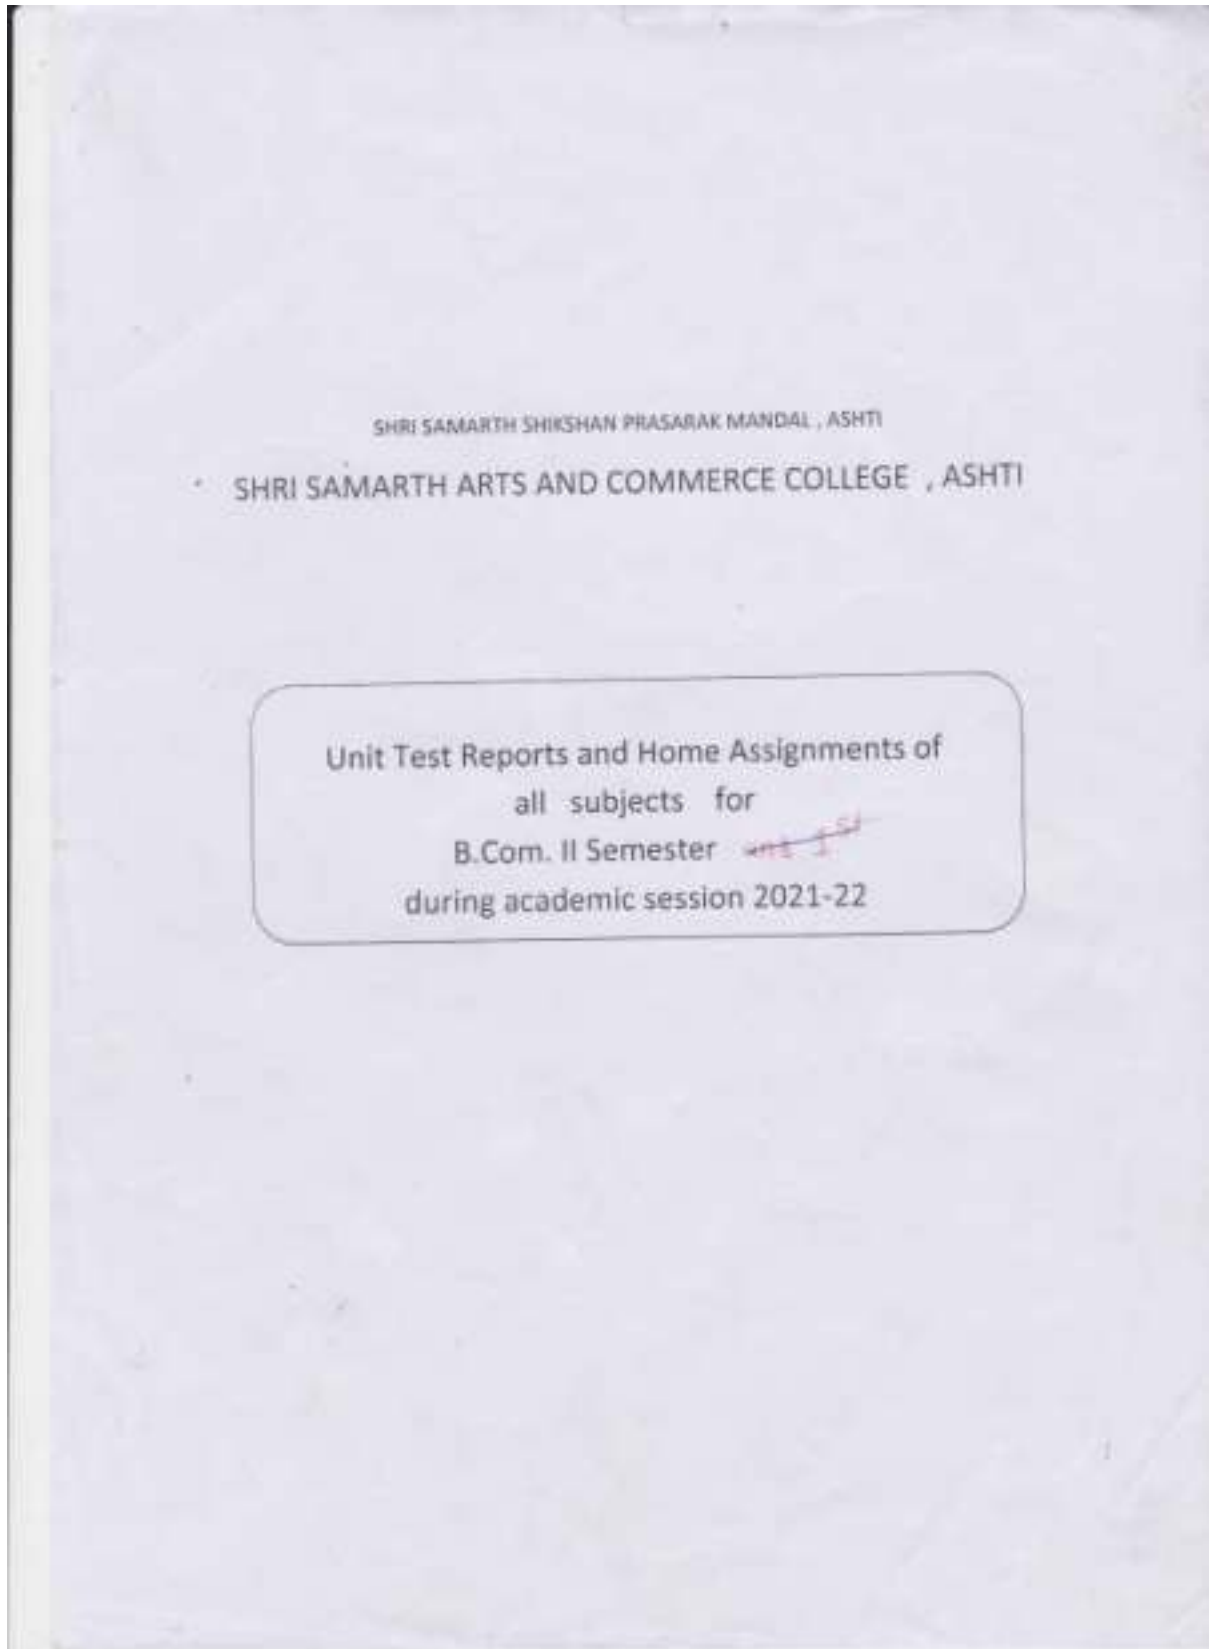 SHRI SAMARTH SHIKSHAN PRASARAK MANDAL , ASHTI
SHRI SAMARTH ARTS AND COMMERCE COLLEGE , ASHTI
Unit Test Reports and Home Assignments of
all subjects for
B.Com. II Semester
during academic session 2021-22